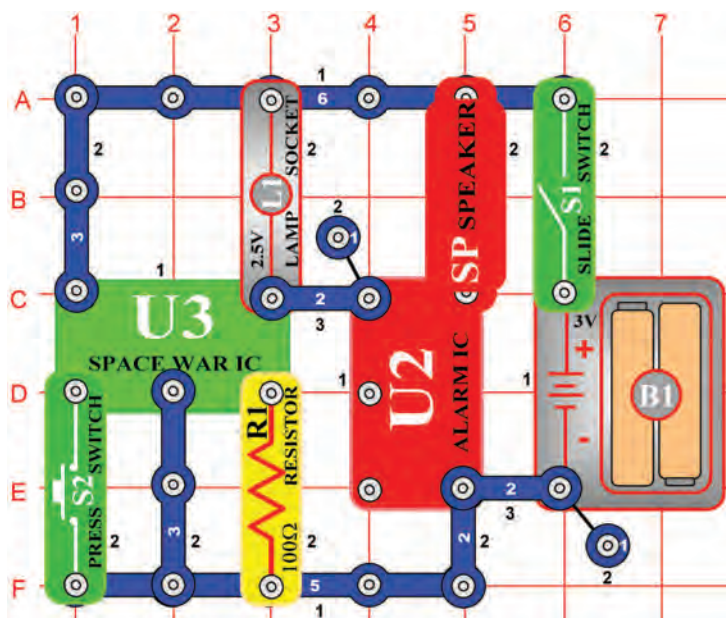 1 2 3 4 5 6 7
A
B
C
D
E
F
1
6
2
3
1
2.5V
L1
LAMP SOCKET
2
2
1
2
3
SP SPEAKER
2
S1
SLIDE SWITCH
2
U3
SPACE WAR IC
U2
ALARM IC
1
1
3V
+
-
B1
S2
PRESS SWITCH
2
3
2
R1
RESISTOR
100Ω
2
2
3
2
2
1
2
5
1